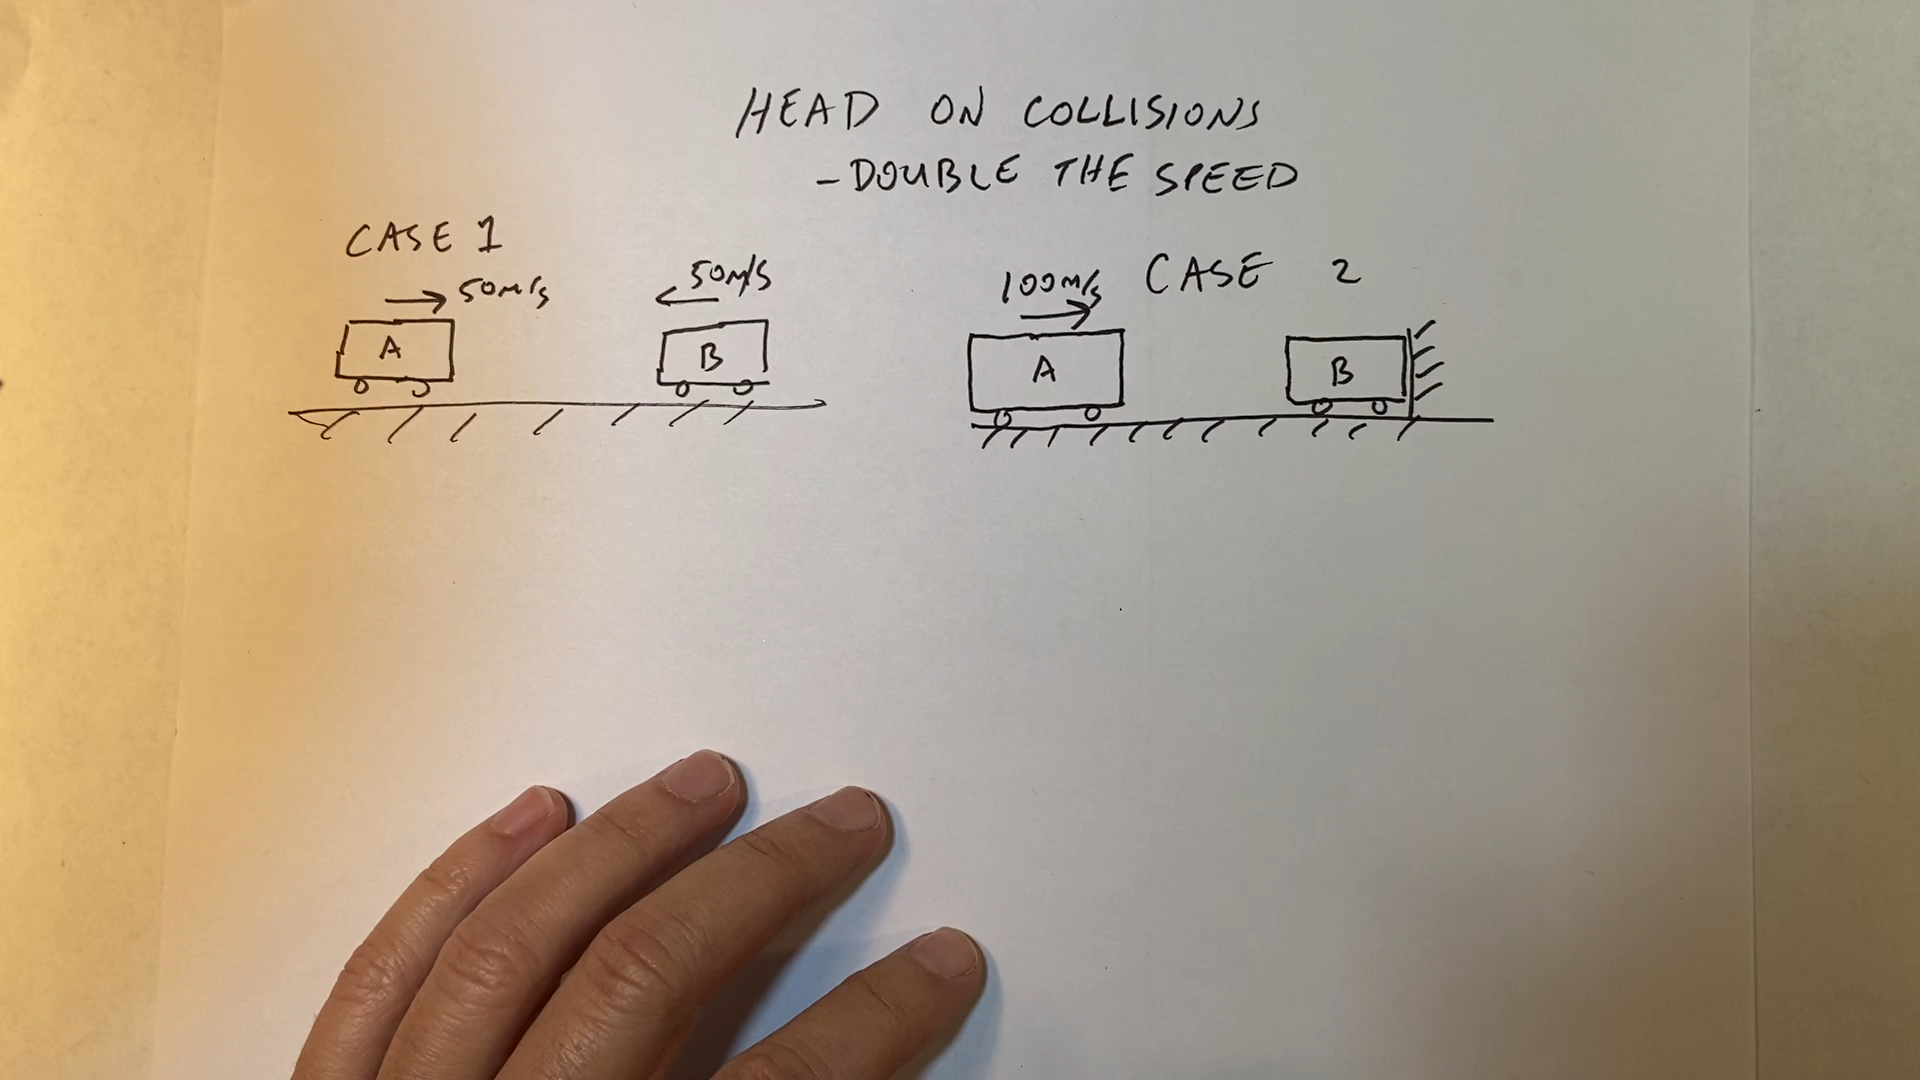 HEAD ON COLLISIONS
- DOUBLE THE SPEED
CASE 1
50M/S
50M/S
A
B
CASE 2
100M/S
A
B